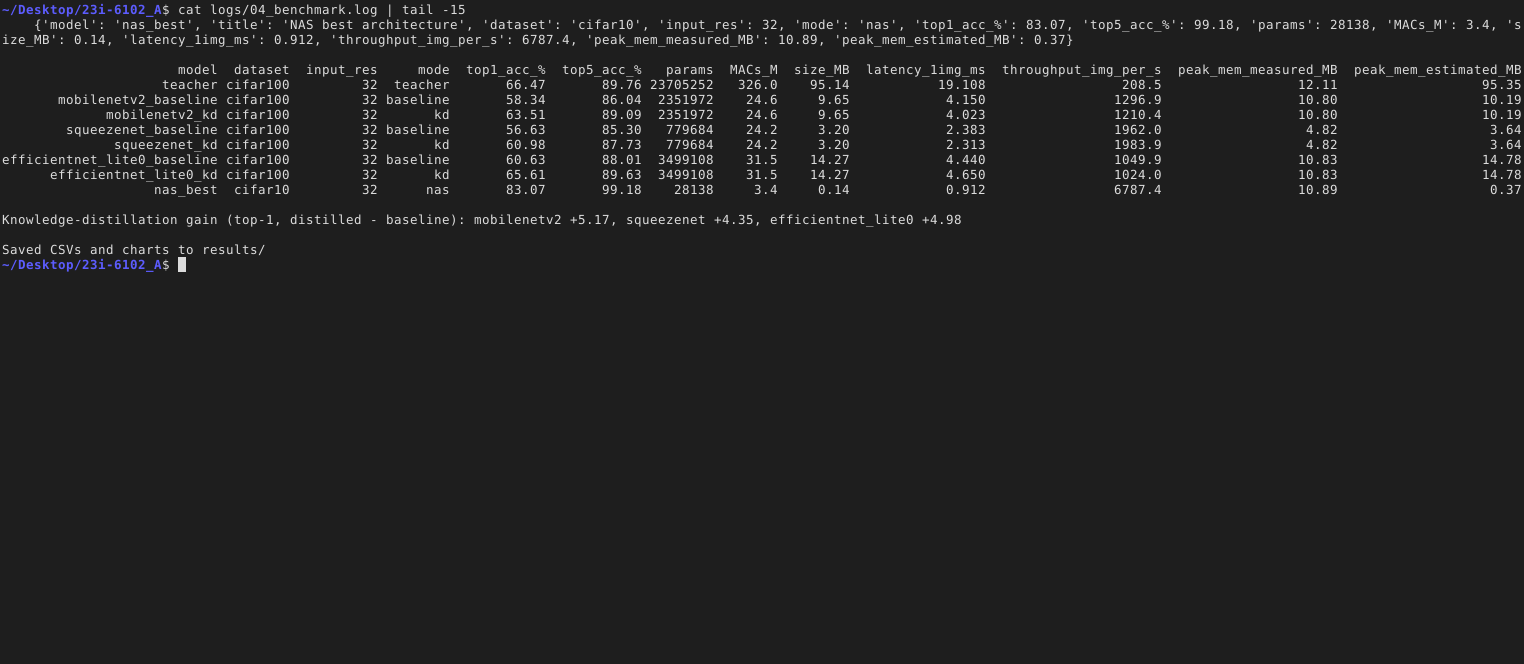 ~/Desktop/23i-6102_A$ cat logs/04_benchmark.log | tail -15
    {'model': 'nas_best', 'title': 'NAS best architecture', 'dataset': 'cifar10', 'input_res': 32, 'mode': 'nas', 'top1_acc_%': 83.07, 'top5_acc_%': 99.18, 'params': 28138, 'MACs_M': 3.4, 's
ize_MB': 0.14, 'latency_1img_ms': 0.912, 'throughput_img_per_s': 6787.4, 'peak_mem_measured_MB': 10.89, 'peak_mem_estimated_MB': 0.37}
model dataset input_res mode top1_acc_% top5_acc_% params MACs_M size_MB latency_1img_ms throughput_img_per_s peak_mem_measured_MB peak_mem_estimated_MB
teacher cifar100 32 teacher 66.47 89.76 23705252 326.0 95.14 19.108 208.5 12.11 95.35
mobilenetv2_baseline cifar100 32 baseline 58.34 86.04 2351972 24.6 9.65 4.150 1296.9 10.80 10.19
mobilenetv2_kd cifar100 32 kd 63.51 89.09 2351972 24.6 9.65 4.023 1210.4 10.80 10.19
squeezenet_baseline cifar100 32 baseline 56.63 85.30 779684 24.2 3.20 2.383 1962.0 4.82 3.64
squeezenet_kd cifar100 32 kd 60.98 87.73 779684 24.2 3.20 2.313 1983.9 4.82 3.64
efficientnet_lite0_baseline cifar100 32 baseline 60.63 88.01 3499108 31.5 14.27 4.440 1049.9 10.83 14.78
efficientnet_lite0_kd cifar100 32 kd 65.61 89.63 3499108 31.5 14.27 4.650 1024.0 10.83 14.78
nas_best cifar10 32 nas 83.07 99.18 28138 3.4 0.14 0.912 6787.4 10.89 0.37
Knowledge-distillation gain (top-1, distilled - baseline): mobilenetv2 +5.17, squeezenet +4.35, efficientnet_lite0 +4.98
Saved CSVs and charts to results/
~/Desktop/23i-6102_A$